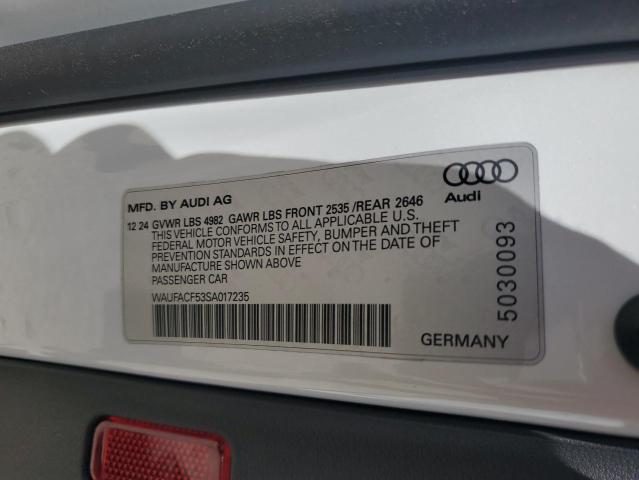 MFD. BY AUDI AG
12 24 GVWR LBS 4982 GAWR LBS FRONT 2535 /REAR 2646
THIS VEHICLE CONFORMS TO ALL APPLICABLE U.S.
FEDERAL MOTOR VEHICLE SAFETY, BUMPER AND THEFT
PREVENTION STANDARDS IN EFFECT ON THE DATE OF
MANUFACTURE SHOWN ABOVE
PASSENGER CAR
WAUFACF53SA017235
GERMANY
Audi
5030093